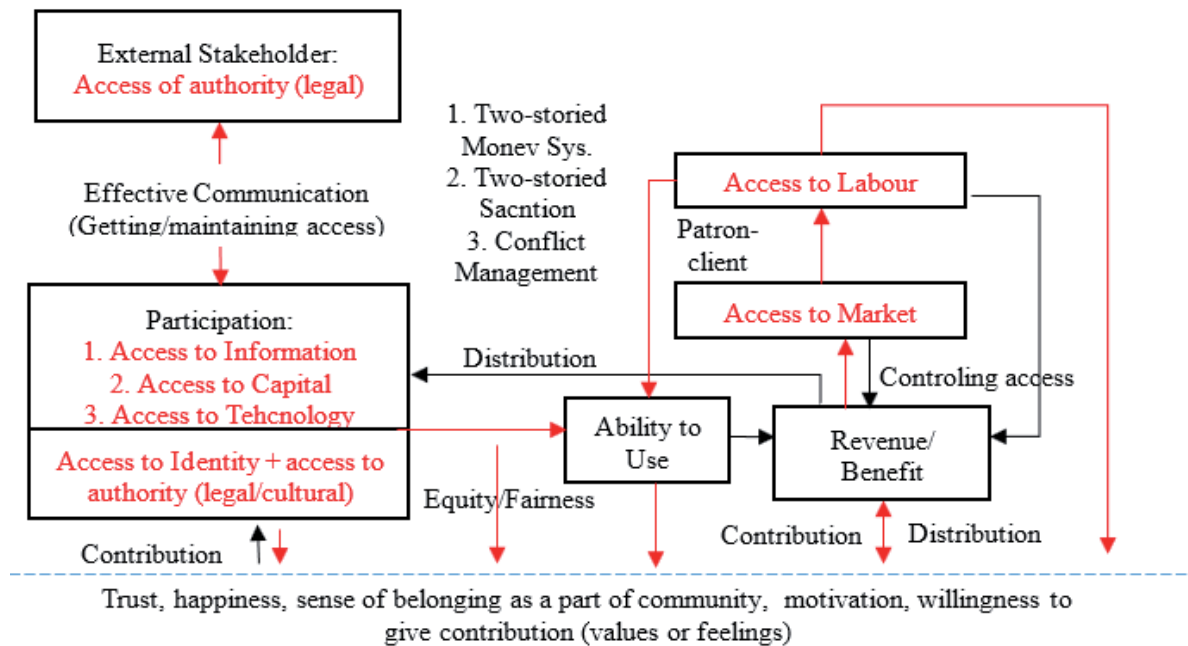 External Stakeholder:
Access of authority (legal)
Effective Communication
(Getting/maintaining access)
Participation:
1. Access to Information
2. Access to Capital
3. Access to Tehcnology
Access to Identity + access to
authority (legal/cultural)
Contribution
1. Two-storied
Monev Sys.
2. Two-storied
Sacntion
3. Conflict
Management
Distribution
Equity/Fairness
Ability to
Use
Access to Labour
Patron-
client
Access to Market
Controling access
Revenue/
Benefit
Contribution
Distribution
Trust, happiness, sense of belonging as a part of community, motivation, willingness to
give contribution (values or feelings)